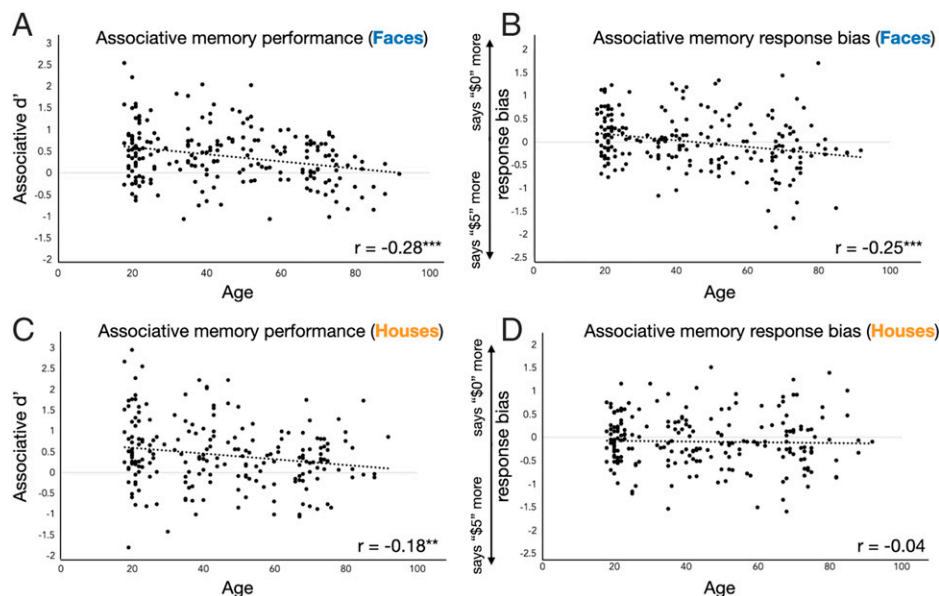 A
Associative memory performance (Faces)
3
2.5
2
1.5
1
0.5
0
-0.5
-1
-1.5
-2
Associative d'
0 20 40 60 80 100
Age
r = -0.28***
says "$0" more
says "$5" more
B
Associative memory response bias (Faces)
2
1.5
1
0.5
0
-0.5
-1
-1.5
-2
-2.5
response bias
0 20 40 60 80 100
Age
r = -0.25***
C
Associative memory performance (Houses)
3
2.5
2
1.5
1
0.5
0
-0.5
-1
-1.5
-2
Associative d'
0 20 40 60 80 100
Age
r = -0.18**
says "$0" more
says "$5" more
D
Associative memory response bias (Houses)
2
1.5
1
0.5
0
-0.5
-1
-1.5
-2
-2.5
response bias
0 20 40 60 80 100
Age
r = -0.04